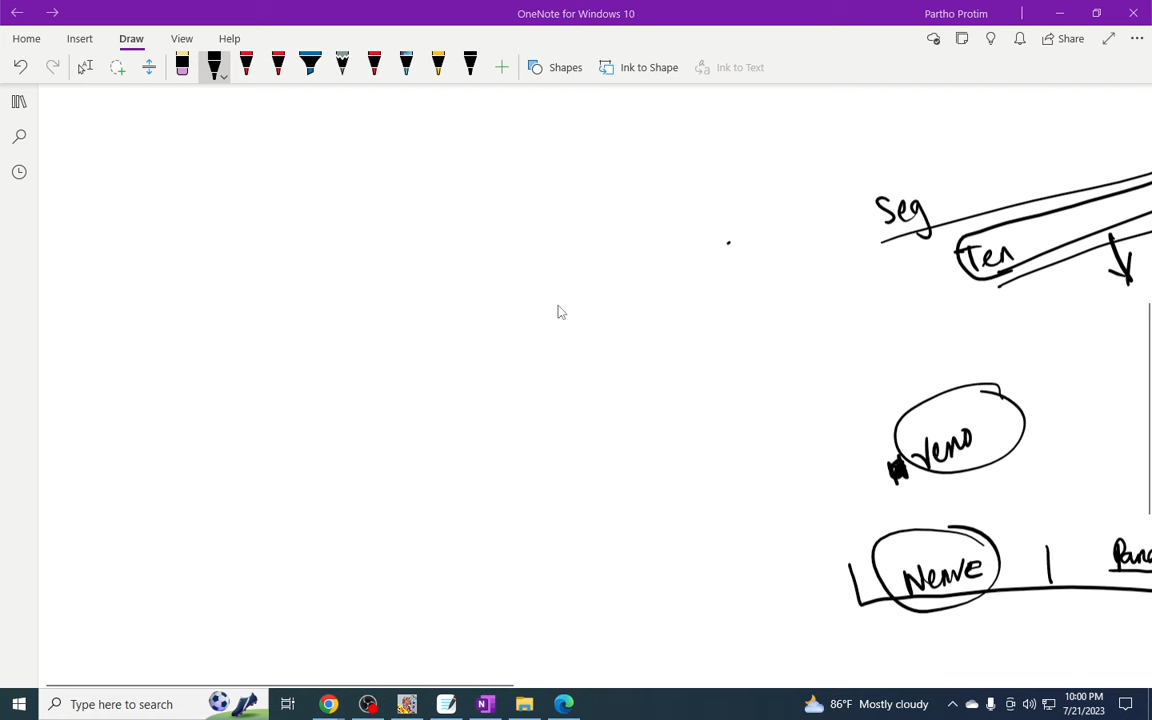 OneNote for Windows 10
Partho Protim
Home
Insert
Draw
View
Help
Share
Shapes
Ink to Shape
Ink to Text
Seg
Ten
Veno
Nerve
Type here to search
86°F Mostly cloudy
10:00 PM
7/21/2023